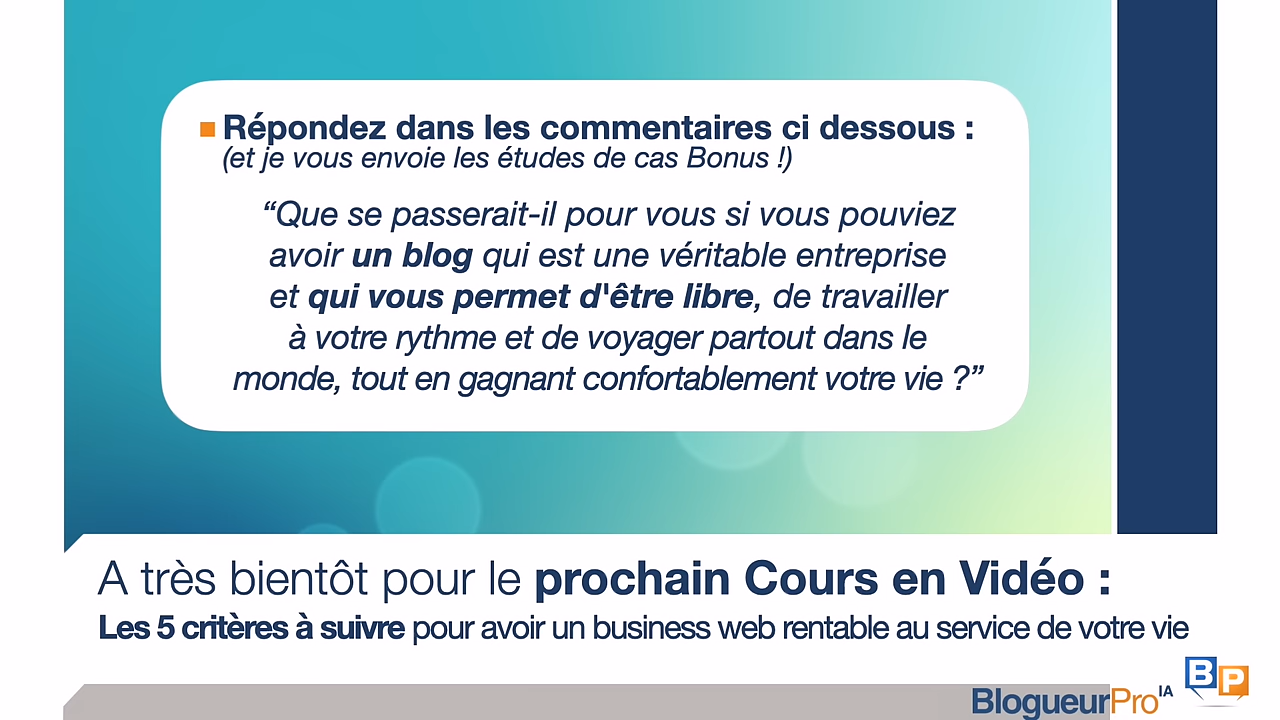 Répondez dans les commentaires ci dessous :
(et je vous envoie les études de cas Bonus !)
“Que se passerait-il pour vous si vous pouviez
avoir un blog qui est une véritable entreprise
et qui vous permet d'être libre, de travailler
à votre rythme et de voyager partout dans le
monde, tout en gagnant confortablement votre vie ?”
A très bientôt pour le prochain Cours en Vidéo :
Les 5 critères à suivre pour avoir un business web rentable au service de votre vie
BlogueurPro IA
BP